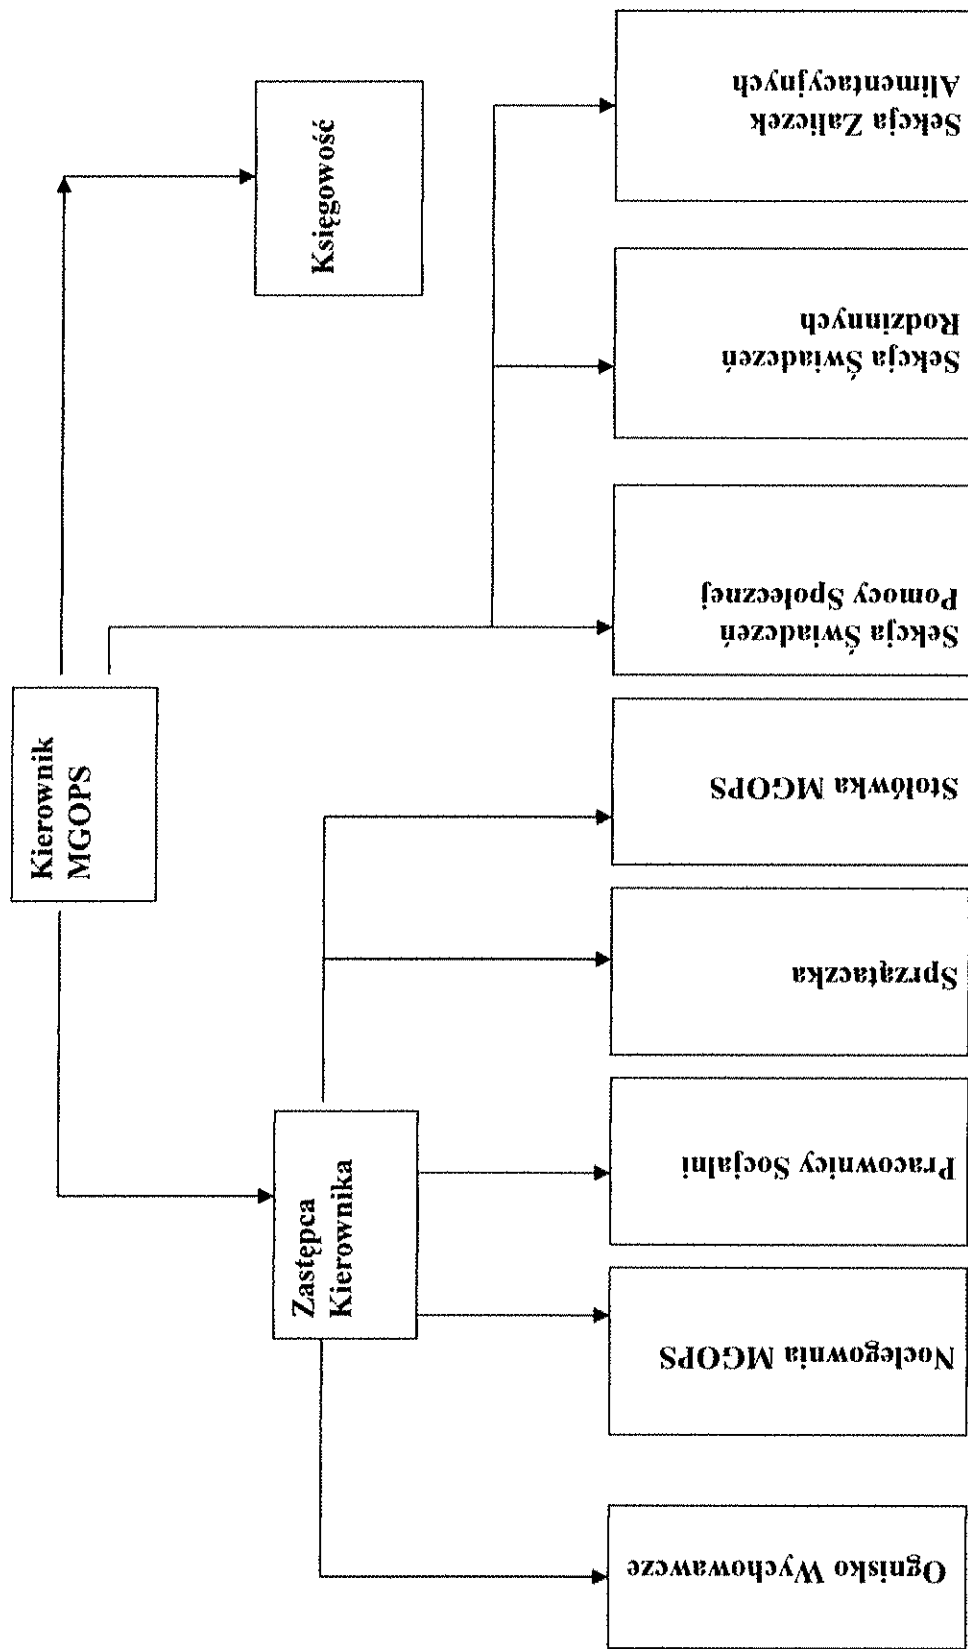 Kierownik
MGOPS
Księgowość
Zastępca
Kierownika
Ognisko Wychowawcze
Noclegownia MGOPS
Pracownicy Socjalni
Sprzątaczka
Stołówka MGOPS
Sekcja Świadczeń
Pomocy Społecznej
Sekcja Świadczeń
Rodzinnych
Sekcja Zaliczek
Alimentacyjnych